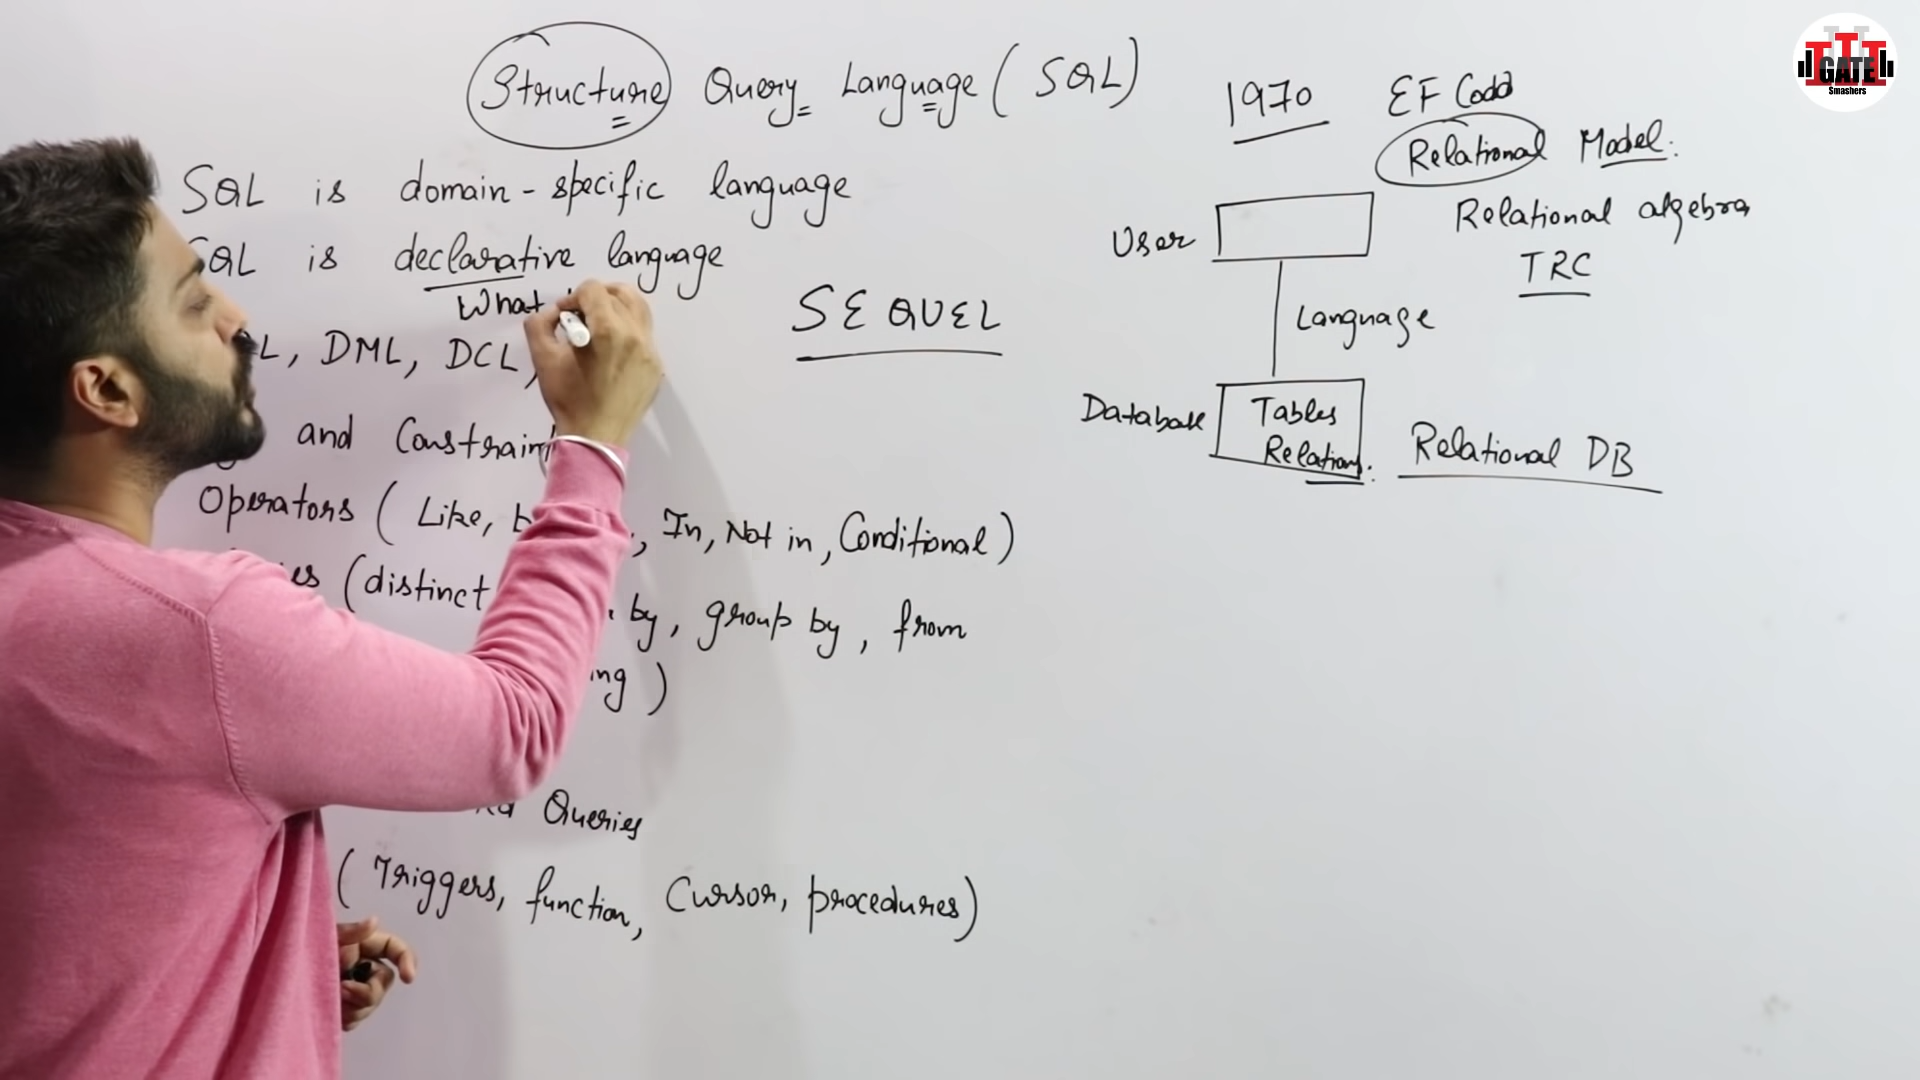 Structure Query Language ( SQL )
SQL is domain - specific language
SQL is declarative language
What
L, DML, DCL,
and Constraint
Operators ( Like, b , In, Not in, Conditional )
es ( distinct by, group by, from
ing )
Queries
( Triggers, function, Cursor, procedures )
SEQUEL
1970 EF Codd
Relational Model:
Relational algebra
TRC
User
Language
Database
Tables
Relations.
Relational DB
GATE
Smashers